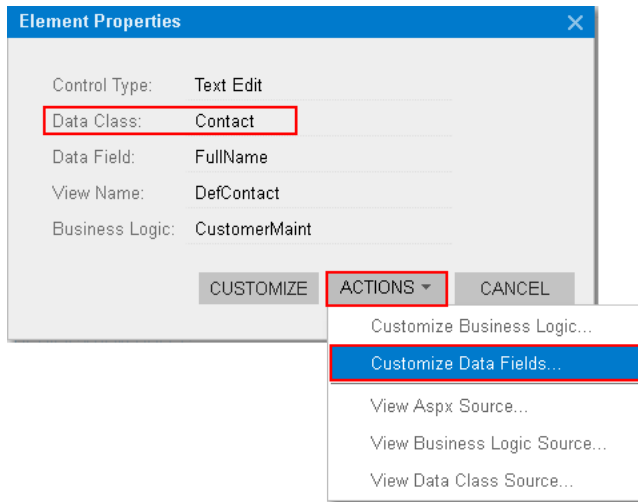 Element Properties
Control Type: Text Edit
Data Class: Contact
Data Field: FullName
View Name: DefContact
Business Logic: CustomerMaint
CUSTOMIZE ACTIONS CANCEL
Customize Business Logic...
Customize Data Fields...
View Aspx Source...
View Business Logic Source...
View Data Class Source...